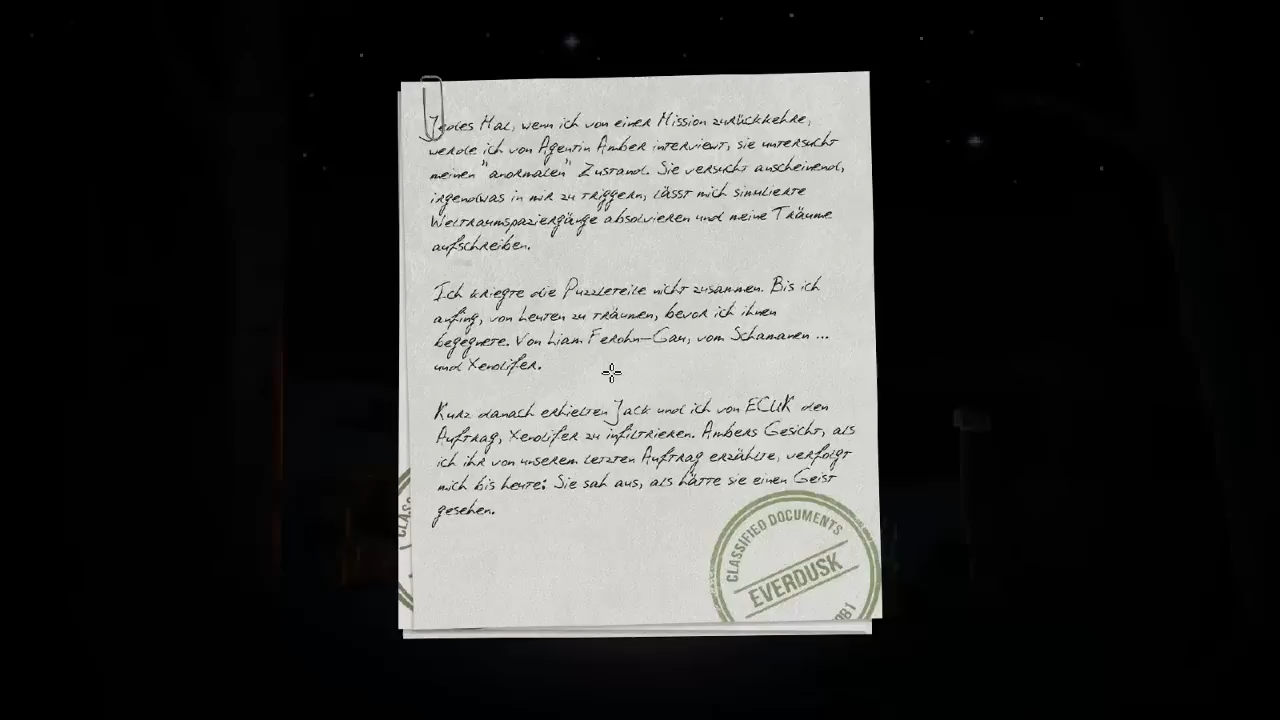 Jedes Mal, wenn ich von einer Mission zurückkehre,
werde ich von Agentin Amber interviewt, sie untersucht
meinen "anormalen" Zustand. Sie versucht anscheinend,
irgendwas in mir zu triggern, lässt mich simulierte
Weltraumspaziergänge absolvieren und meine Träume
aufschreiben.
Ich kriegte die Puzzleteile nicht zusammen. Bis ich
anfing, von Leuten zu träumen, bevor ich ihnen
begegnete. Von Liam Ferohn-Gau, vom Schamanen ...
und Xenolifer.
Kurz danach erhielten Jack und ich von ECUK den
Auftrag, Xenolifer zu infiltrieren. Ambers Gesicht, als
ich ihr von unserem letzten Auftrag erzählte, verfolgt
mich bis heute: Sie sah aus, als hätte sie einen Geist
gesehen.
CLASSIFIED DOCUMENTS
EVERDUSK